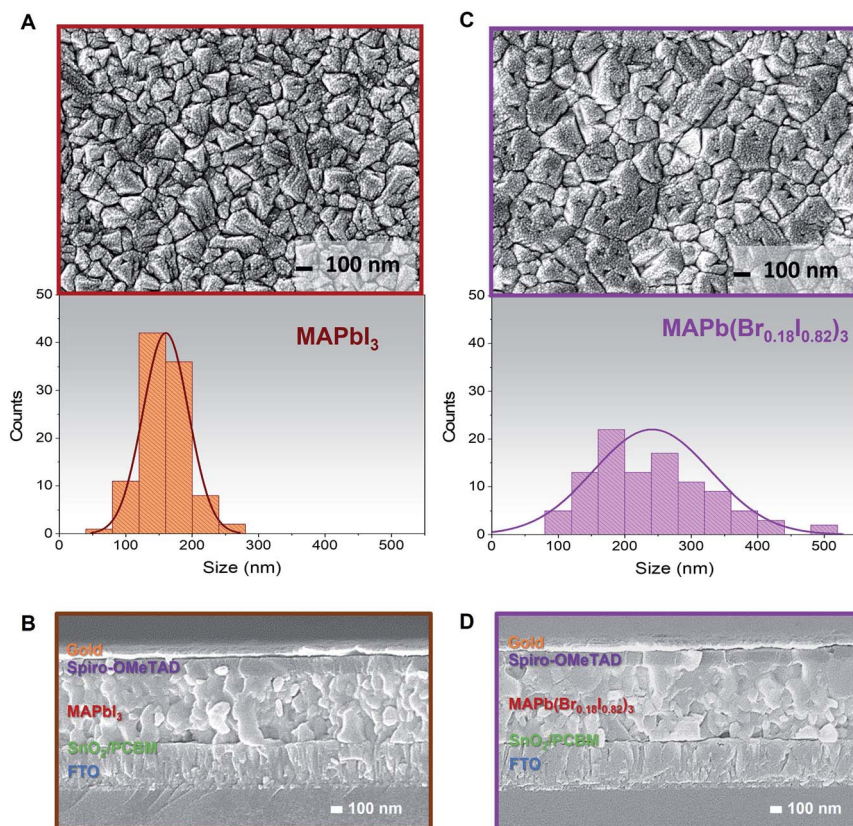 A
100 nm
50
40
30
20
10
0
Counts
MAPbI₃
0 100 200 300 400 500
Size (nm)
C
100 nm
50
40
30
20
10
0
Counts
MAPb(Br₀.₁₈I₀.₈₂)₃
0 100 200 300 400 500
Size (nm)
B
Gold
Spiro-OMeTAD
MAPbI₃
SnO₂/PCBM
FTO
100 nm
D
Gold
Spiro-OMeTAD
MAPb(Br₀.₁₈I₀.₈₂)₃
SnO₂/PCBM
FTO
100 nm